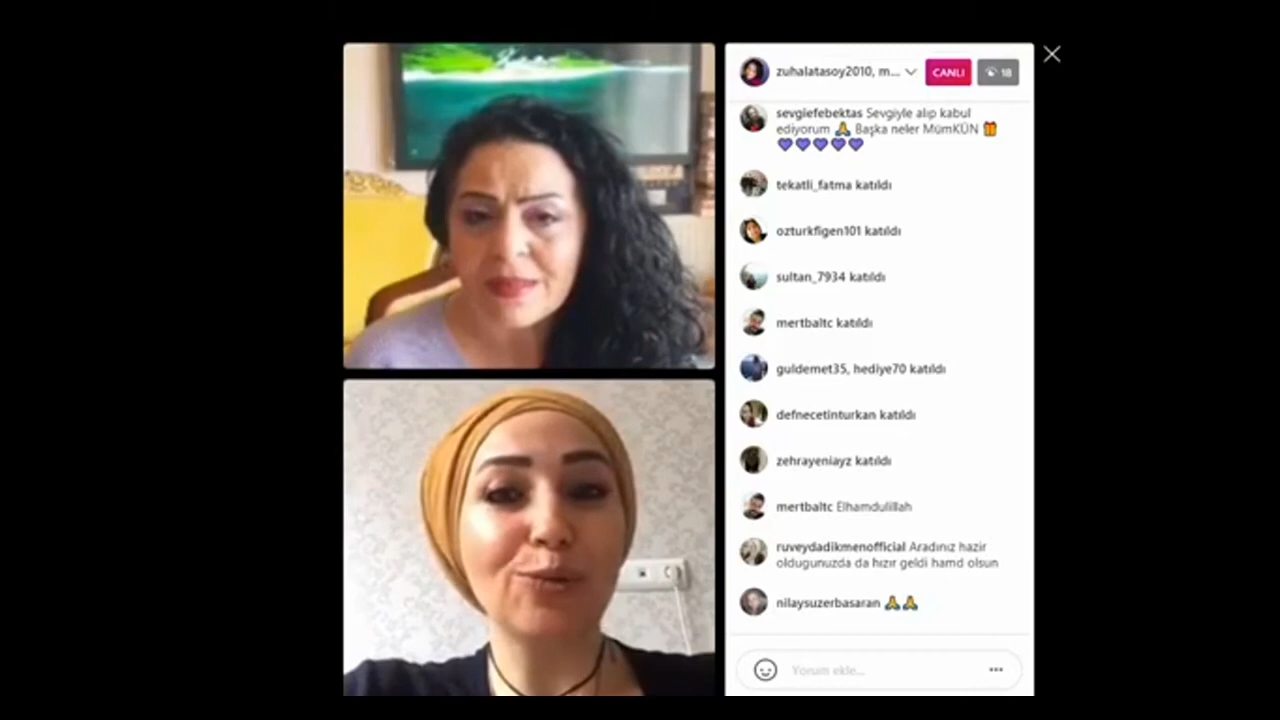 zuhalatasoy2010, m...
CANLI
18
sevgiefebektas Sevgiyle alıp kabul
ediyorum 🙏 Başka neler MümKÜN 🎁
💜💜💜💜💜
tekatli_fatma katıldı
ozturkfigen101 katıldı
sultan_7934 katıldı
mertbaltc katıldı
guldemet35, hediye70 katıldı
defnecetinturkan katıldı
zehrayeniayz katıldı
mertbaltc Elhamdulillah
ruveydadikmenofficial Aradınız hazir
oldugunuzda da hızır geldi hamd olsun
nilaysuzerbasaran 🙏🙏
Yorum ekle...